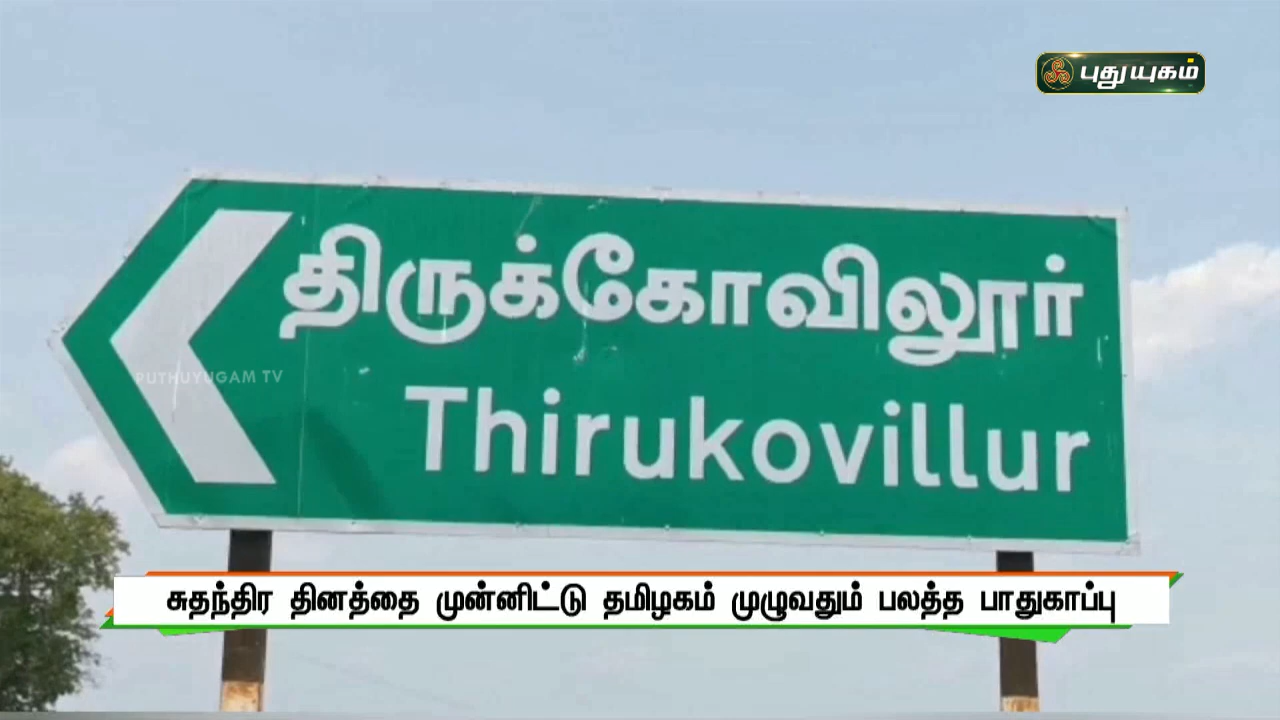 புதுயுகம்
திருக்கோவிலூர்
PUTHUYUGAM TV
Thirukovillur
சுதந்திர தினத்தை முன்னிட்டு தமிழகம் முழுவதும் பலத்த பாதுகாப்பு